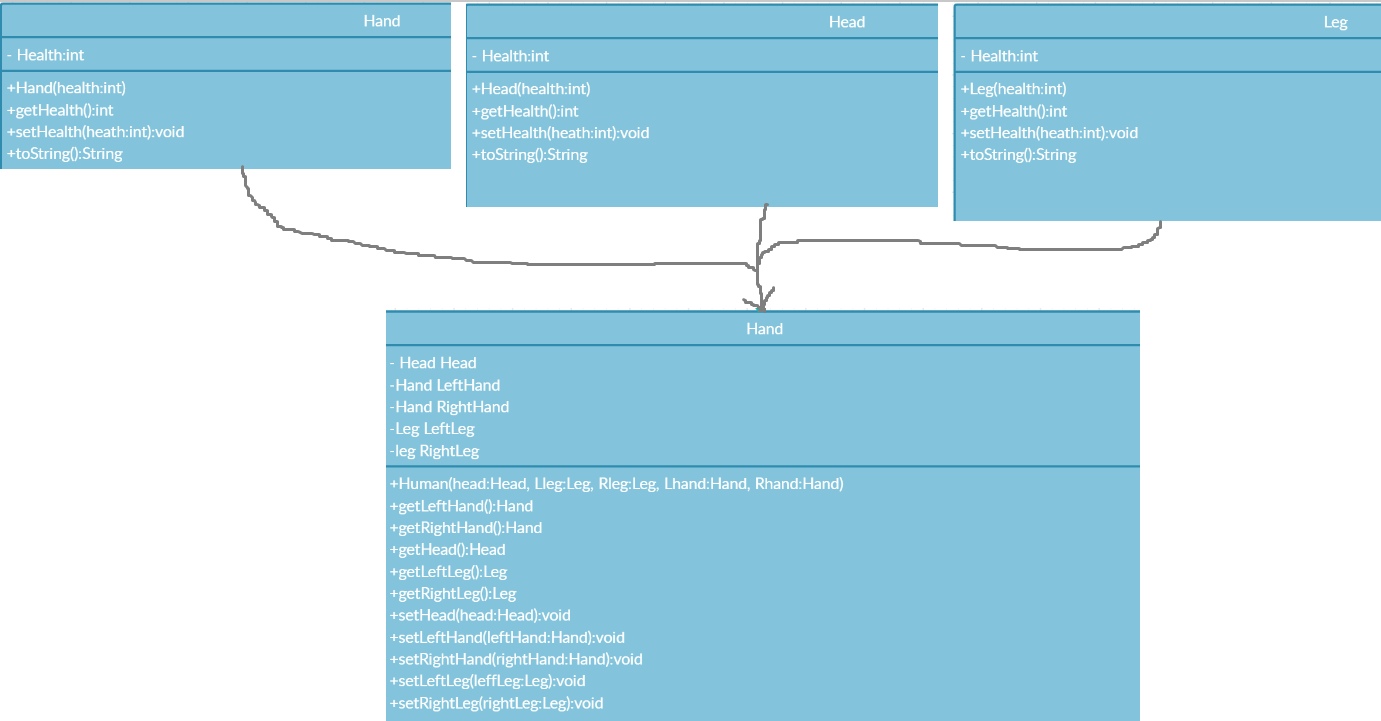 Hand
- Health:int
+Hand(health:int)
+getHealth():int
+setHealth(heath:int):void
+toString():String
Head
- Health:int
+Head(health:int)
+getHealth():int
+setHealth(heath:int):void
+toString():String
Leg
- Health:int
+Leg(health:int)
+getHealth():int
+setHealth(heath:int):void
+toString():String
Hand
- Head Head
-Hand LeftHand
-Hand RightHand
-Leg LeftLeg
-leg RightLeg
+Human(head:Head, Lleg:Leg, Rleg:Leg, Lhand:Hand, Rhand:Hand)
+getLeftHand():Hand
+getRightHand():Hand
+getHead():Head
+getLeftLeg():Leg
+getRightLeg():Leg
+setHead(head:Head):void
+setLeftHand(leftHand:Hand):void
+setRightHand(rightHand:Hand):void
+setLeftLeg(leffLeg:Leg):void
+setRightLeg(rightLeg:Leg):void